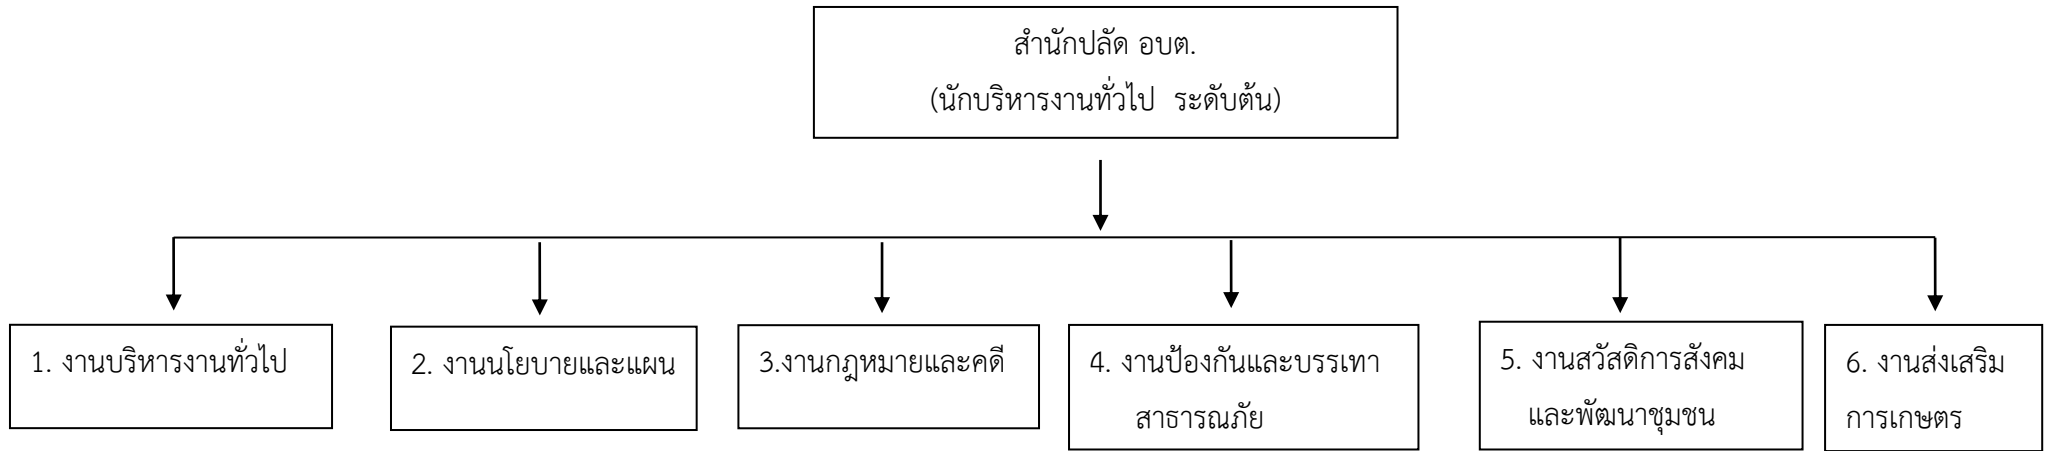 สำนักปลัด อบต.
(นักบริหารงานทั่วไป  ระดับต้น)
1. งานบริหารงานทั่วไป
2. งานนโยบายและแผน
3.งานกฎหมายและคดี
4. งานป้องกันและบรรเทา
สาธารณภัย
5. งานสวัสดิการสังคม
และพัฒนาชุมชน
6. งานส่งเสริม
การเกษตร